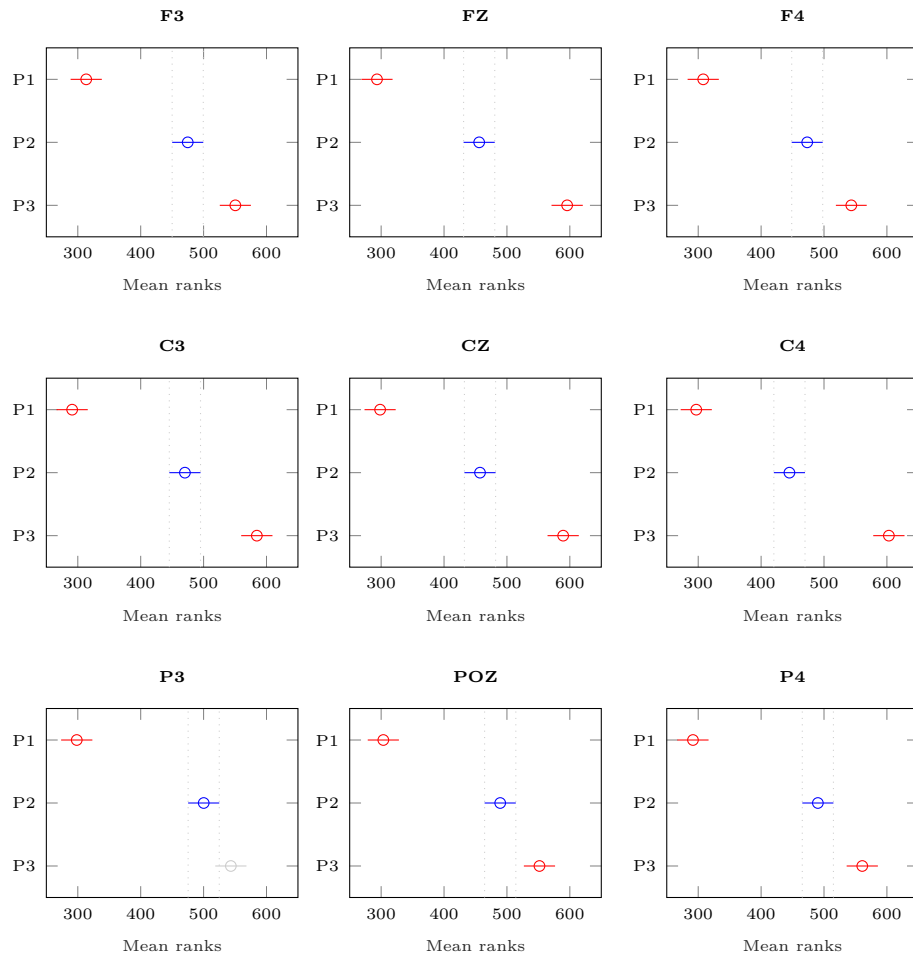 F3 FZ F4
P1 P1 P1
P2 P2 P2
P3 P3 P3
300 400 500 600 300 400 500 600 300 400 500 600
Mean ranks Mean ranks Mean ranks
C3 CZ C4
P1 P1 P1
P2 P2 P2
P3 P3 P3
300 400 500 600 300 400 500 600 300 400 500 600
Mean ranks Mean ranks Mean ranks
P3 POZ P4
P1 P1 P1
P2 P2 P2
P3 P3 P3
300 400 500 600 300 400 500 600 300 400 500 600
Mean ranks Mean ranks Mean ranks